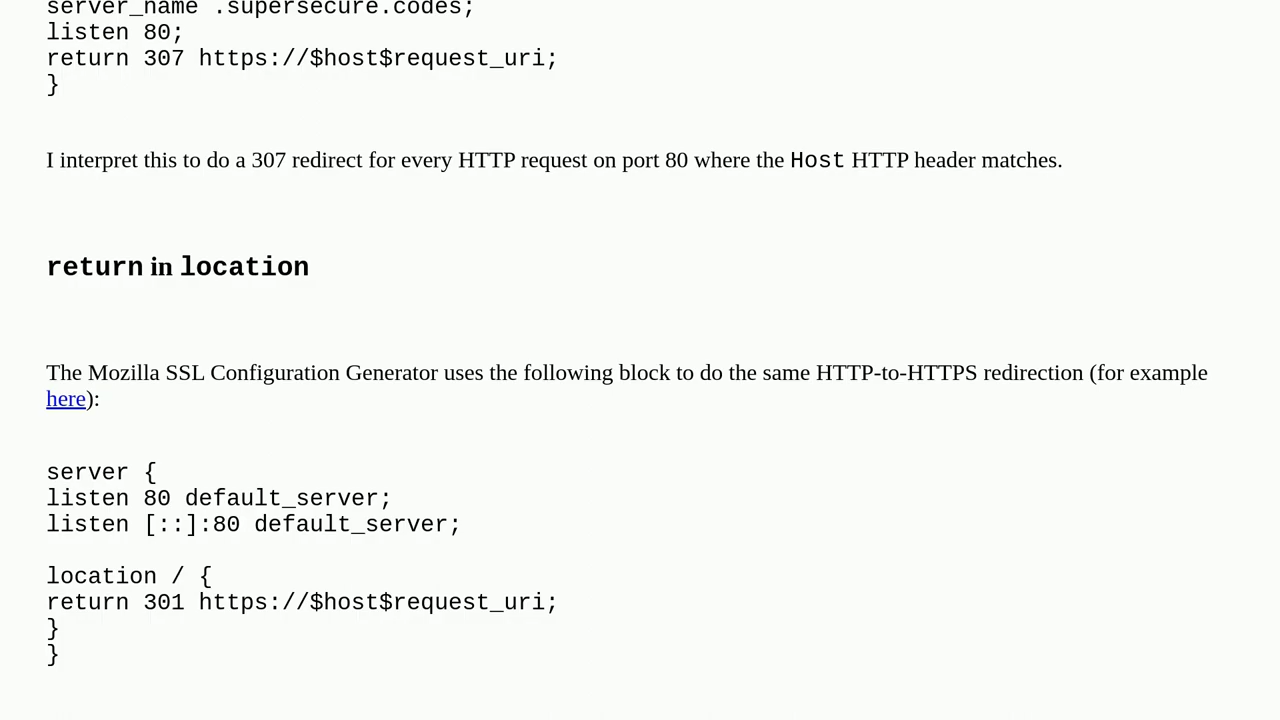 server_name .supersecure.codes;
listen 80;
return 307 https://$host$request_uri;
}
I interpret this to do a 307 redirect for every HTTP request on port 80 where the Host HTTP header matches.
return in location
The Mozilla SSL Configuration Generator uses the following block to do the same HTTP-to-HTTPS redirection (for example
here):
server {
listen 80 default_server;
listen [::]:80 default_server;
location / {
return 301 https://$host$request_uri;
}
}